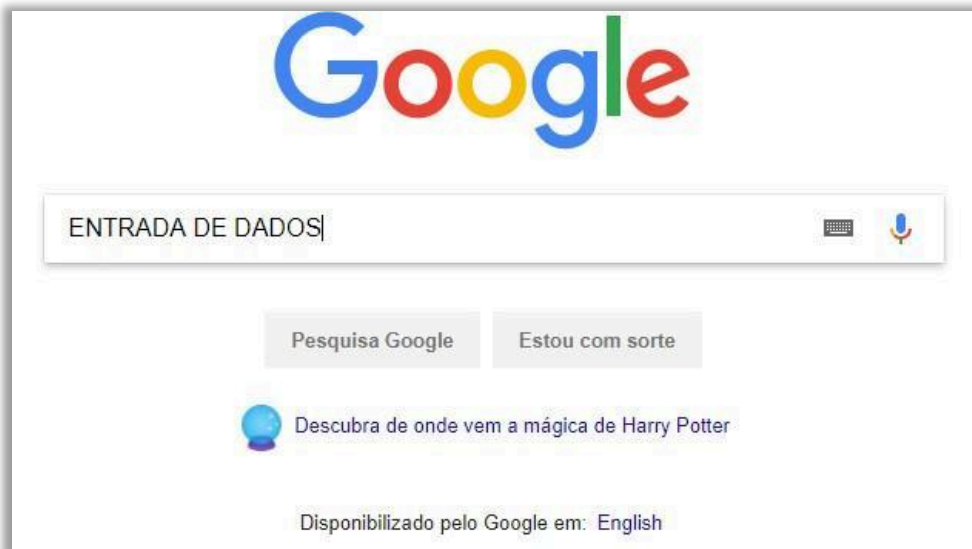 Google
ENTRADA DE DADOS
Pesquisa Google Estou com sorte
Descubra de onde vem a mágica de Harry Potter
Disponibilizado pelo Google em: English